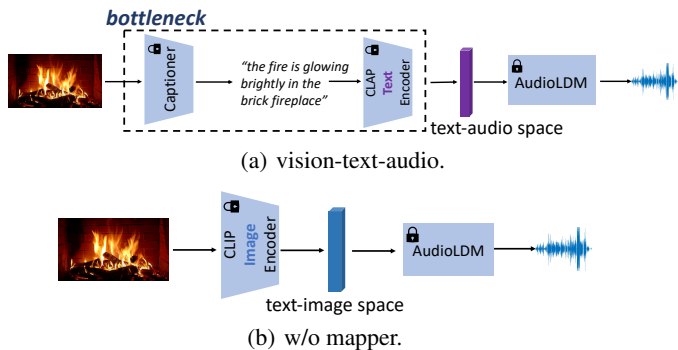 bottleneck
Captioner
"the fire is glowing
brightly in the
brick fireplace"
CLAP
Text
Encoder
AudioLDM
text-audio space
(a) vision-text-audio.
CLIP
Image
Encoder
AudioLDM
text-image space
(b) w/o mapper.